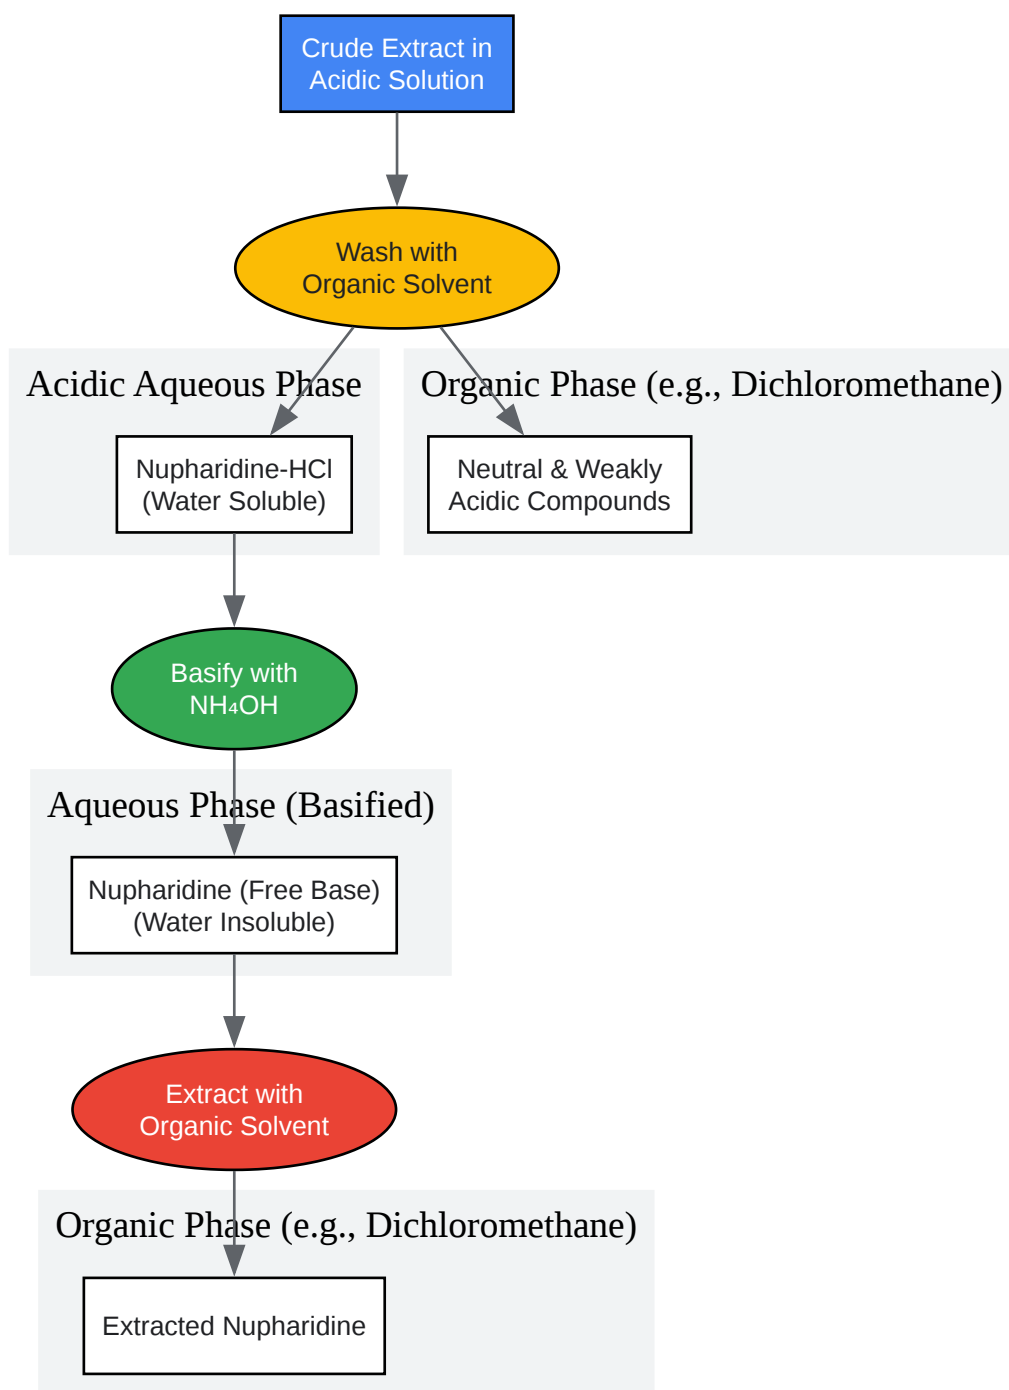 Crude Extract in
Acidic Solution
Wash with
Organic Solvent
Acidic Aqueous Phase
Organic Phase (e.g., Dichloromethane)
Nupharidine-HCl
(Water Soluble)
Neutral & Weakly
Acidic Compounds
Basify with
NH₄OH
Aqueous Phase (Basified)
Nupharidine (Free Base)
(Water Insoluble)
Extract with
Organic Solvent
Organic Phase (e.g., Dichloromethane)
Extracted Nupharidine